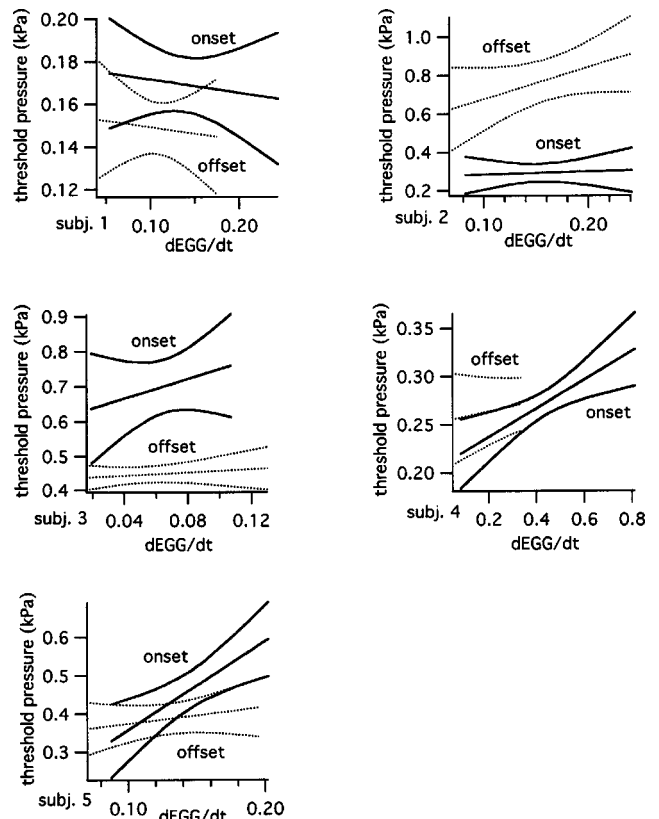 threshold pressure (kPa)
0.20
0.18
0.16
0.14
0.12
onset
offset
subj. 1
0.10 0.20
dEGG/dt
threshold pressure (kPa)
1.0
0.8
0.6
0.4
0.2
offset
onset
subj. 2
0.10 0.20
dEGG/dt
threshold pressure (kPa)
0.9
0.8
0.7
0.6
0.5
0.4
onset
offset
subj. 3
0.04 0.08 0.12
dEGG/dt
threshold pressure (kPa)
0.35
0.30
0.25
0.20
offset
onset
subj. 4
0.2 0.4 0.6 0.8
dEGG/dt
threshold pressure (kPa)
0.6
0.5
0.4
0.3
onset
offset
subj. 5
0.10 0.20
dEGG/dt